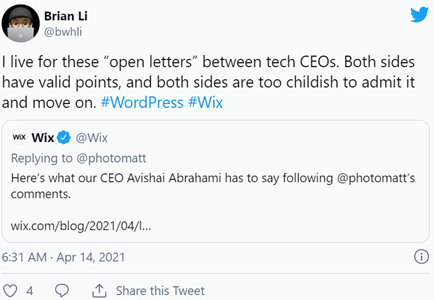 Brian Li
@bwhli
I live for these “open letters” between tech CEOs. Both sides
have valid points, and both sides are too childish to admit it
and move on. #WordPress #Wix
WIX Wix @Wix
Replying to @photomatt
Here’s what our CEO Avishai Abrahami has to say following @photomatt’s
comments.
wix.com/blog/2021/04/l...
6:31 AM · Apr 14, 2021
4 Share this Tweet